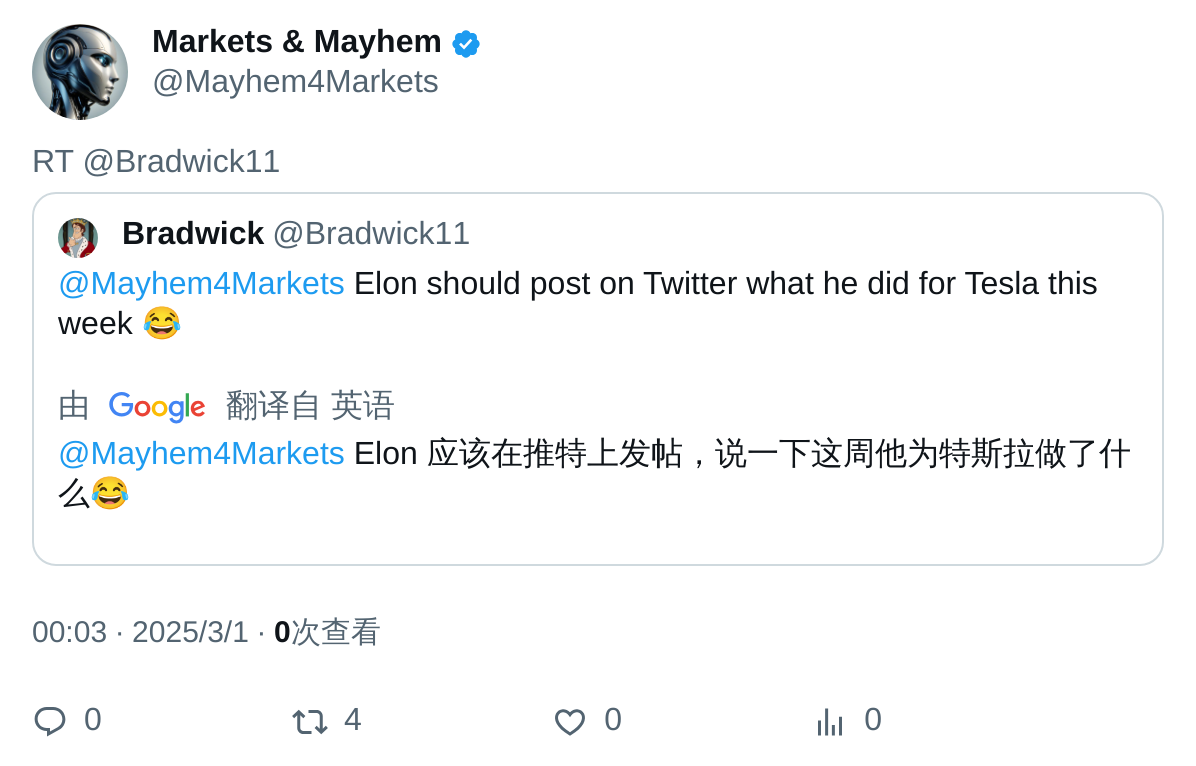 Markets & Mayhem
@Mayhem4Markets
RT @Bradwick11
Bradwick @Bradwick11
@Mayhem4Markets Elon should post on Twitter what he did for Tesla this
week 😂
由 Google 翻译自 英语
@Mayhem4Markets Elon 应该在推特上发帖，说一下这周他为特斯拉做了什
么😂
00:03 · 2025/3/1 · 0次查看
0 4 0 0